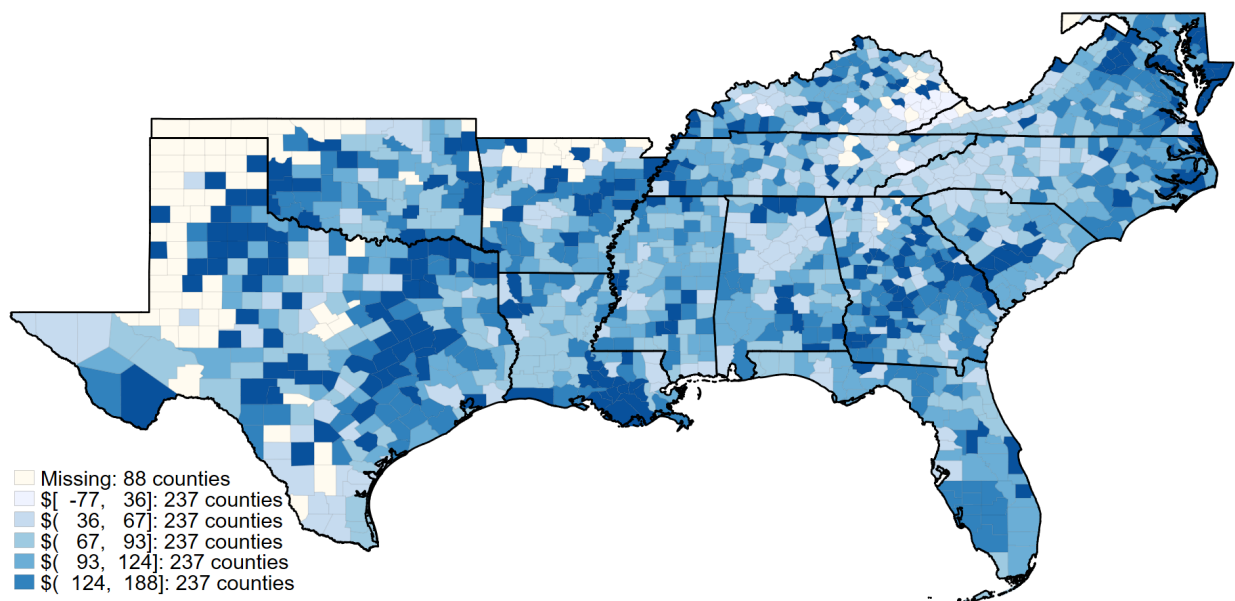 Missing: 88 counties
$[ -77, 36]: 237 counties
$( 36, 67]: 237 counties
$( 67, 93]: 237 counties
$( 93, 124]: 237 counties
$( 124, 188]: 237 counties